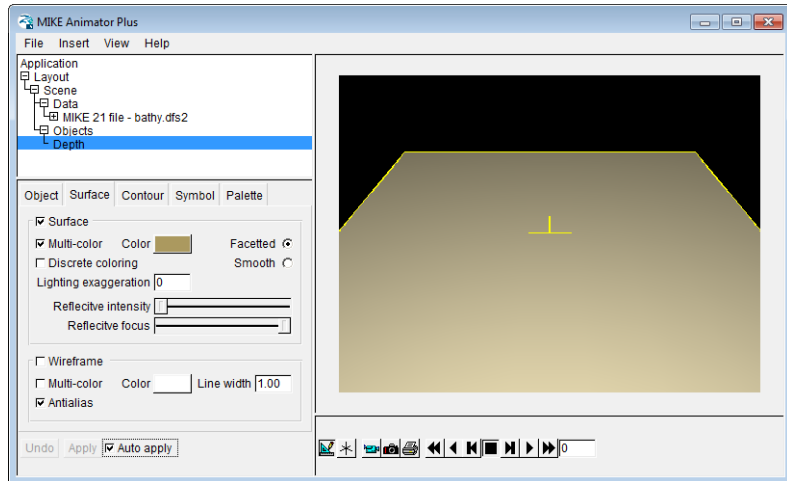 MIKE Animator Plus
File Insert View Help
Application
Layout
Scene
Data
MIKE 21 file - bathy.dfs2
Objects
Depth
Object Surface Contour Symbol Palette
Surface
Multi-color Color Facetted
Discrete coloring Smooth
Lighting exaggeration 0
Reflecitve intensity
Reflecitve focus
Wireframe
Multi-color Color Line width 1.00
Antialias
Undo Apply Auto apply
0